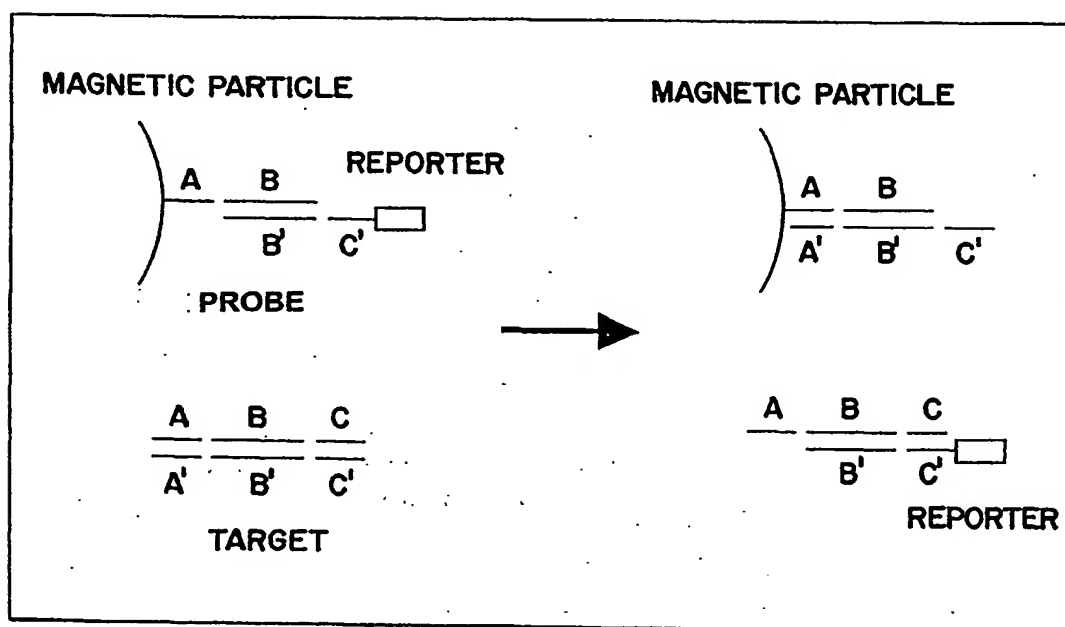 MAGNETIC PARTICLE
A B REPORTER
B' C'
PROBE
A B C
A' B' C'
TARGET
MAGNETIC PARTICLE
A B
A' B' C'
A B C
B' C'
REPORTER